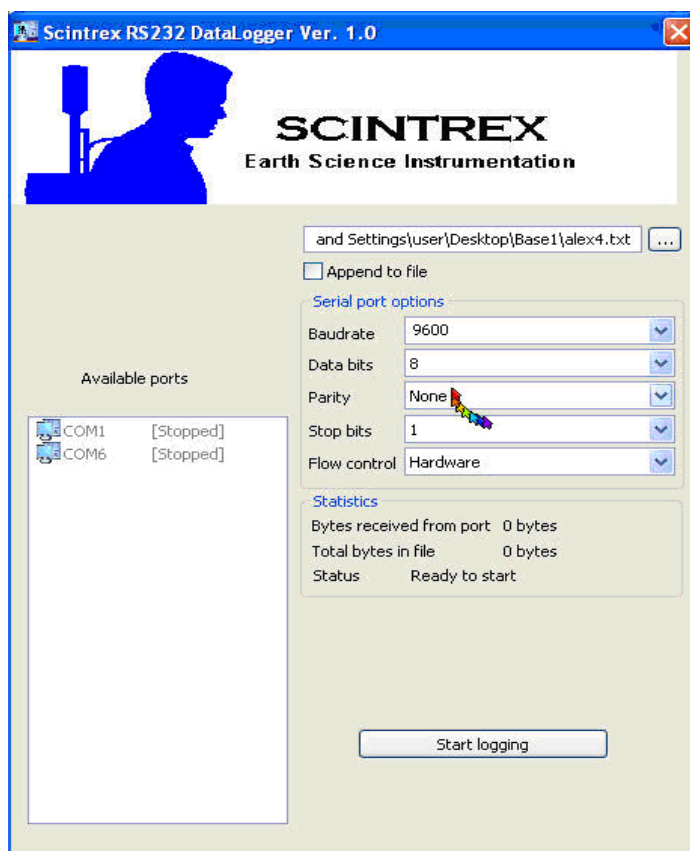 Scintrex RS232 DataLogger Ver. 1.0
SCINTREX
Earth Science Instrumentation
and Settings\user\Desktop\Base1\alex4.txt ...
Append to file
Serial port options
Baudrate 9600
Data bits 8
Parity None
Stop bits 1
Flow control Hardware
Available ports
COM1 [Stopped]
COM6 [Stopped]
Statistics
Bytes received from port 0 bytes
Total bytes in file 0 bytes
Status Ready to start
Start logging